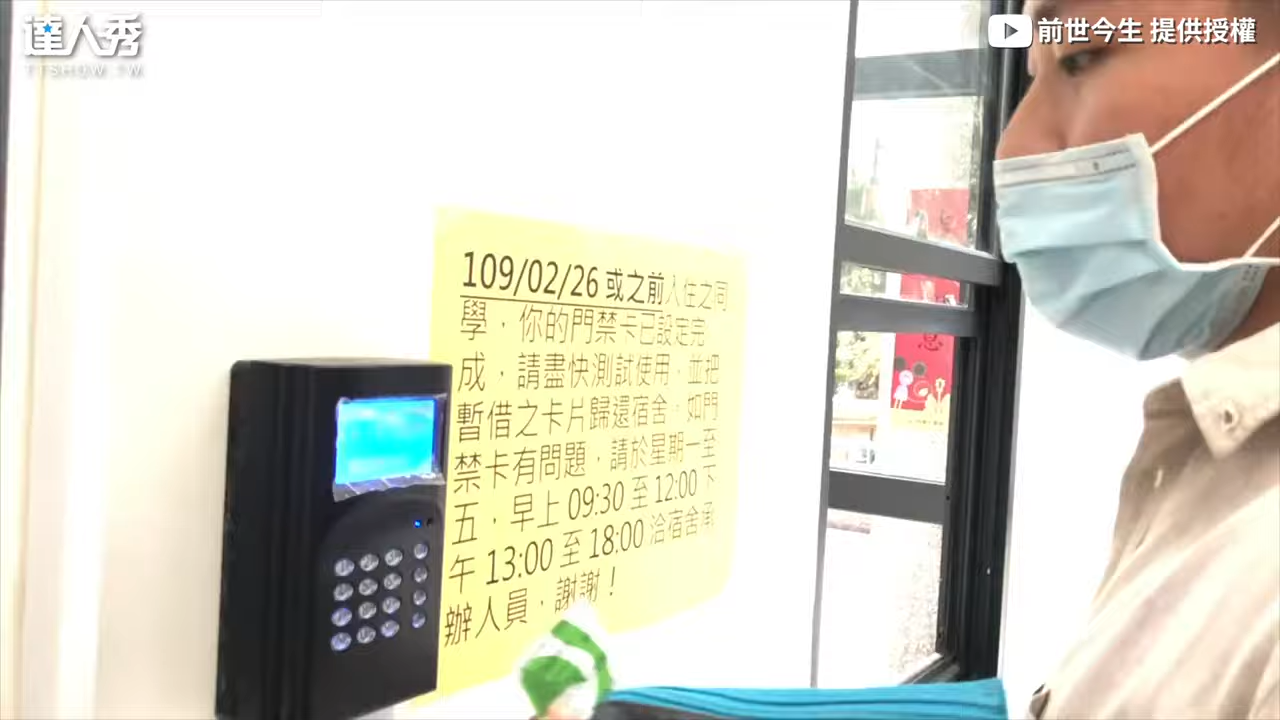 達人秀
TTSHOW.TW
前世今生 提供授權
109/02/26 或之前入住之同
學，你的門禁卡已設定完
成，請盡快測試使用，並把
暫借之卡片歸還宿舍。如門
禁卡有問題，請於星期一至
五，早上 09:30 至 12:00 下
午 13:00 至 18:00 洽宿舍承
辦人員，謝謝！